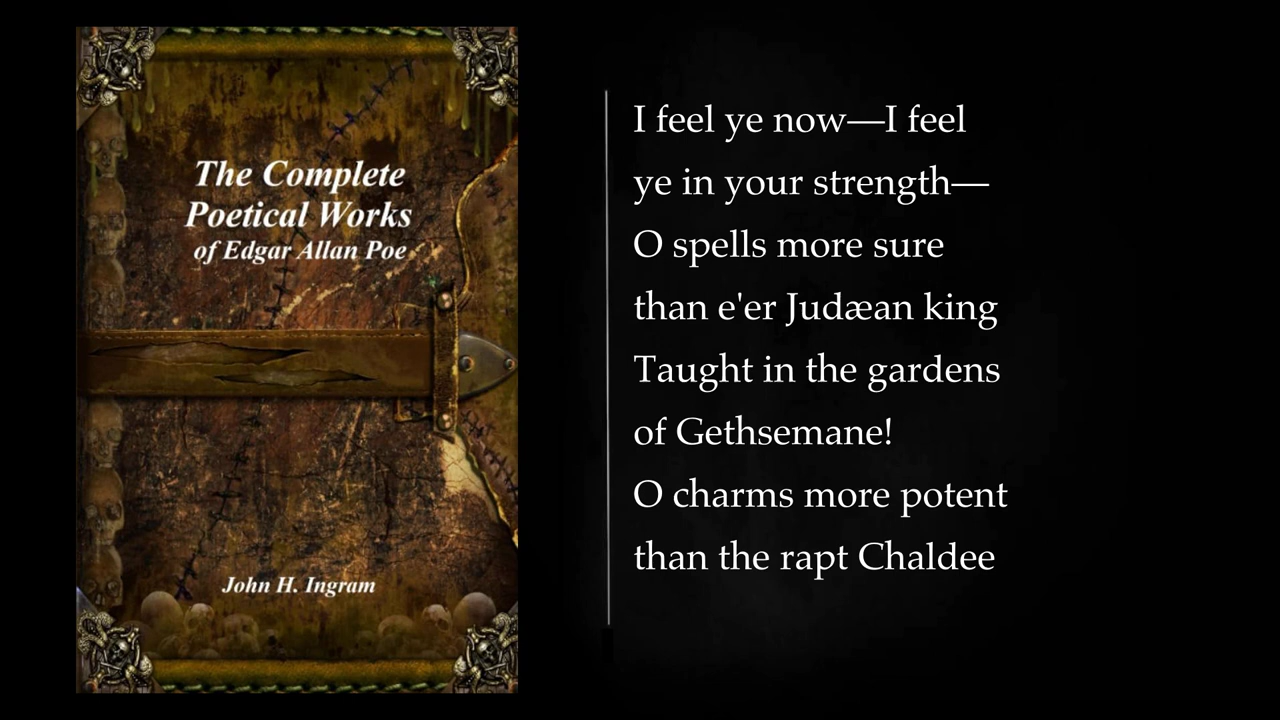 The Complete
Poetical Works
of Edgar Allan Poe
John H. Ingram
I feel ye now—I feel
ye in your strength—
O spells more sure
than e'er Judæan king
Taught in the gardens
of Gethsemane!
O charms more potent
than the rapt Chaldee